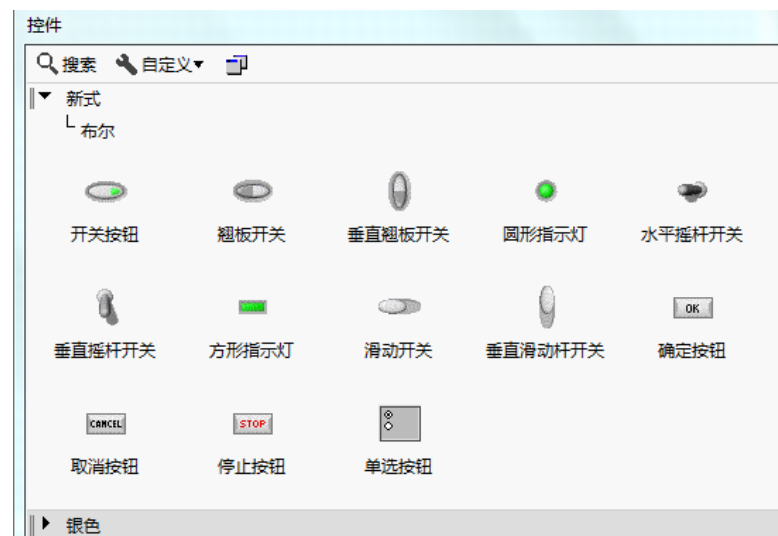 控件
搜索 自定义▼
▼ 新式
布尔
开关按钮 翘板开关 垂直翘板开关 圆形指示灯 水平摇杆开关
OK
垂直摇杆开关 方形指示灯 滑动开关 垂直滑动杆开关 确定按钮
CANCEL STOP
取消按钮 停止按钮 单选按钮
银色